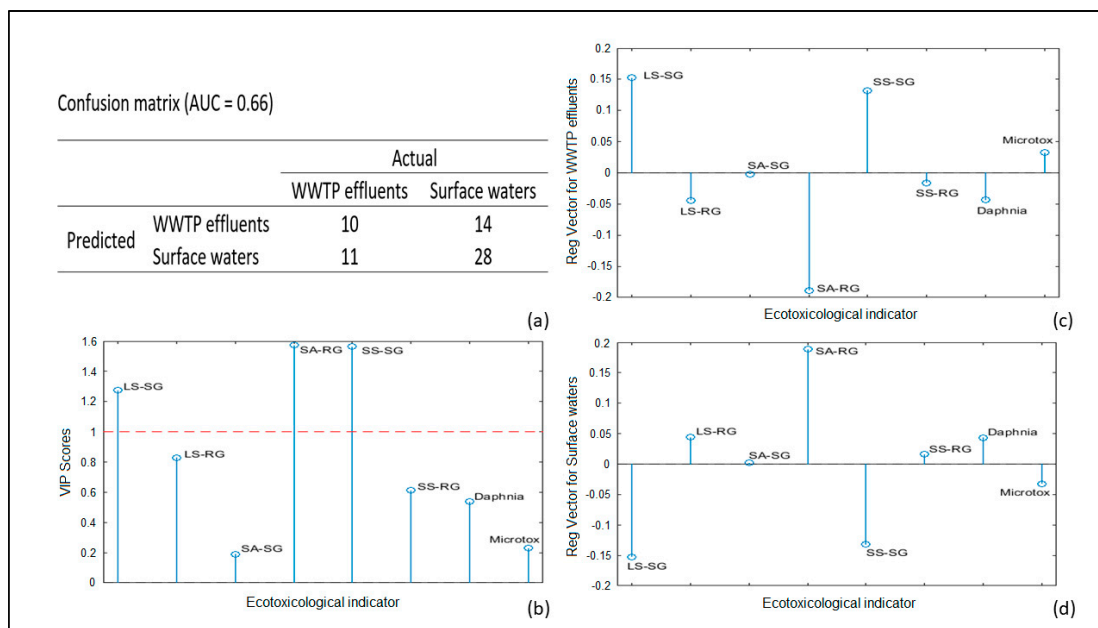 Confusion matrix (AUC = 0.66)
Actual
WWTP effluents Surface waters
Predicted
WWTP effluents 10 14
Surface waters 11 28
(a)
1.6
1.4
1.2
1
0.8
0.6
0.4
0.2
0
VIP Scores
LS-SG
LS-RG
SA-SG
SA-RG
SS-SG
SS-RG
Daphnia
Microtox
Ecotoxicological indicator
(b)
0.2
0.15
0.1
0.05
0
-0.05
-0.1
-0.15
-0.2
Reg Vector for WWTP effluents
LS-SG
LS-RG
SA-SG
SA-RG
SS-SG
SS-RG
Daphnia
Microtox
Ecotoxicological indicator
(c)
0.2
0.15
0.1
0.05
0
-0.05
-0.1
-0.15
-0.2
Reg Vector for Surface waters
LS-SG
LS-RG
SA-SG
SA-RG
SS-SG
SS-RG
Daphnia
Microtox
Ecotoxicological indicator
(d)